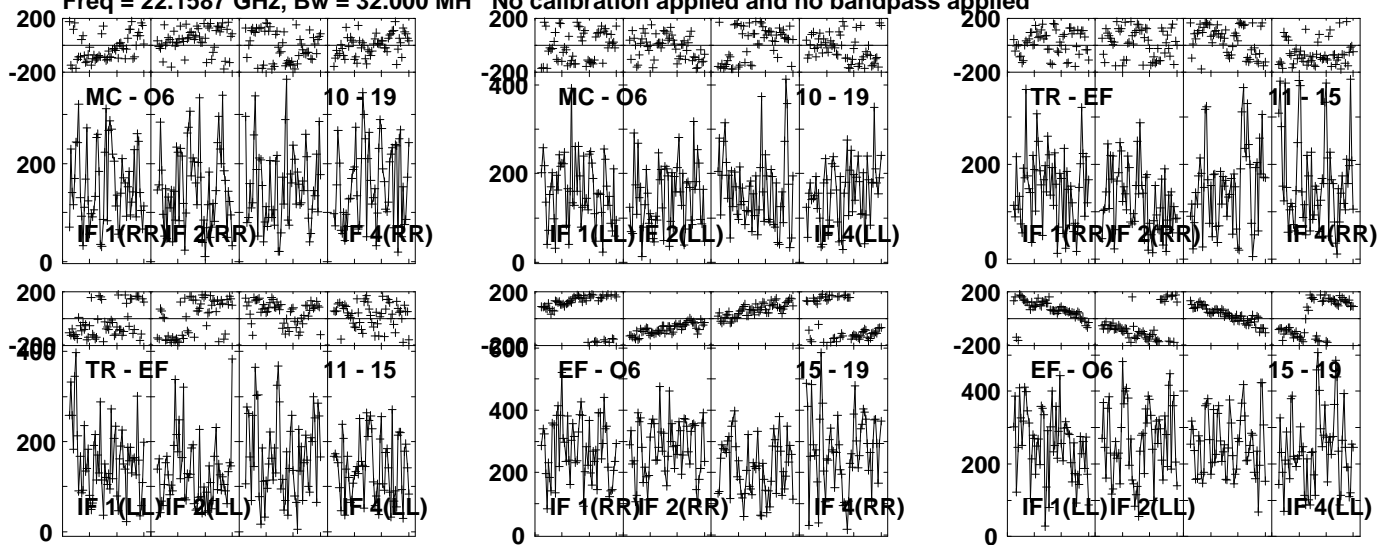 Freq = 22.1587 GHz, Bw = 32.000 MH No calibration applied and no bandpass applied
200
-200
MC - O6 10 - 19
200
IF 1(RR) IF 2(RR) IF 4(RR)
0
-200
400
MC - O6 10 - 19
200
IF 1(LL) IF 2(LL) IF 4(LL)
0
200
-200
TR - EF 11 - 15
200
IF 1(RR) IF 2(RR) IF 4(RR)
0
200
-200
400
TR - EF 11 - 15
200
IF 1(LL) IF 2(LL) IF 4(LL)
0
200
-200
600
EF - O6 15 - 19
400
200
IF 1(RR) IF 2(RR) IF 4(RR)
0
200
-200
EF - O6 15 - 19
400
200
IF 1(LL) IF 2(LL) IF 4(LL)
0